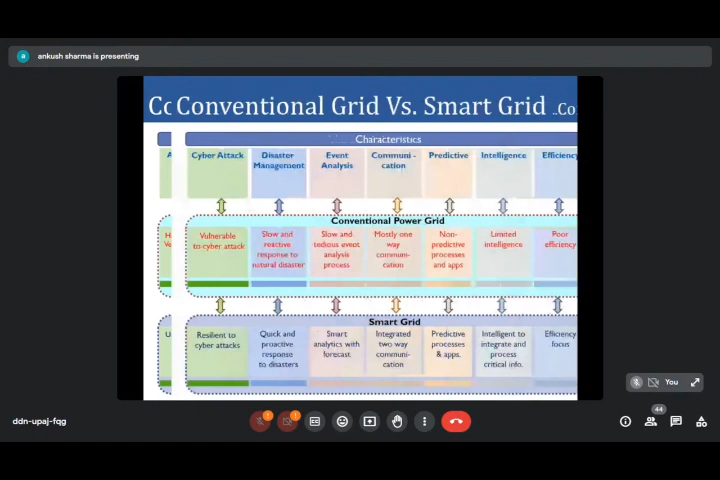 a ankush sharma is presenting
Cc Conventional Grid Vs. Smart Grid ..Co
Characteristics
A Cyber Attack Disaster Management Event Analysis Communi - cation Predictive Intelligence Efficiency
Conventional Power Grid
H Ve Vulnerable to cyber attack Slow and reactive response to natural disaster Slow and tedious event analysis process Mostly one way communi- cation Non- predictive processes and apps Limited intelligence Poor efficiency
Smart Grid
U Resilient to cyber attacks Quick and proactive response to disasters Smart analytics with forecast Integrated two way communi- cation Predictive processes & apps. Intelligent to integrate and process critical info. Efficiency focus
You
44
ddn-upaj-fqg